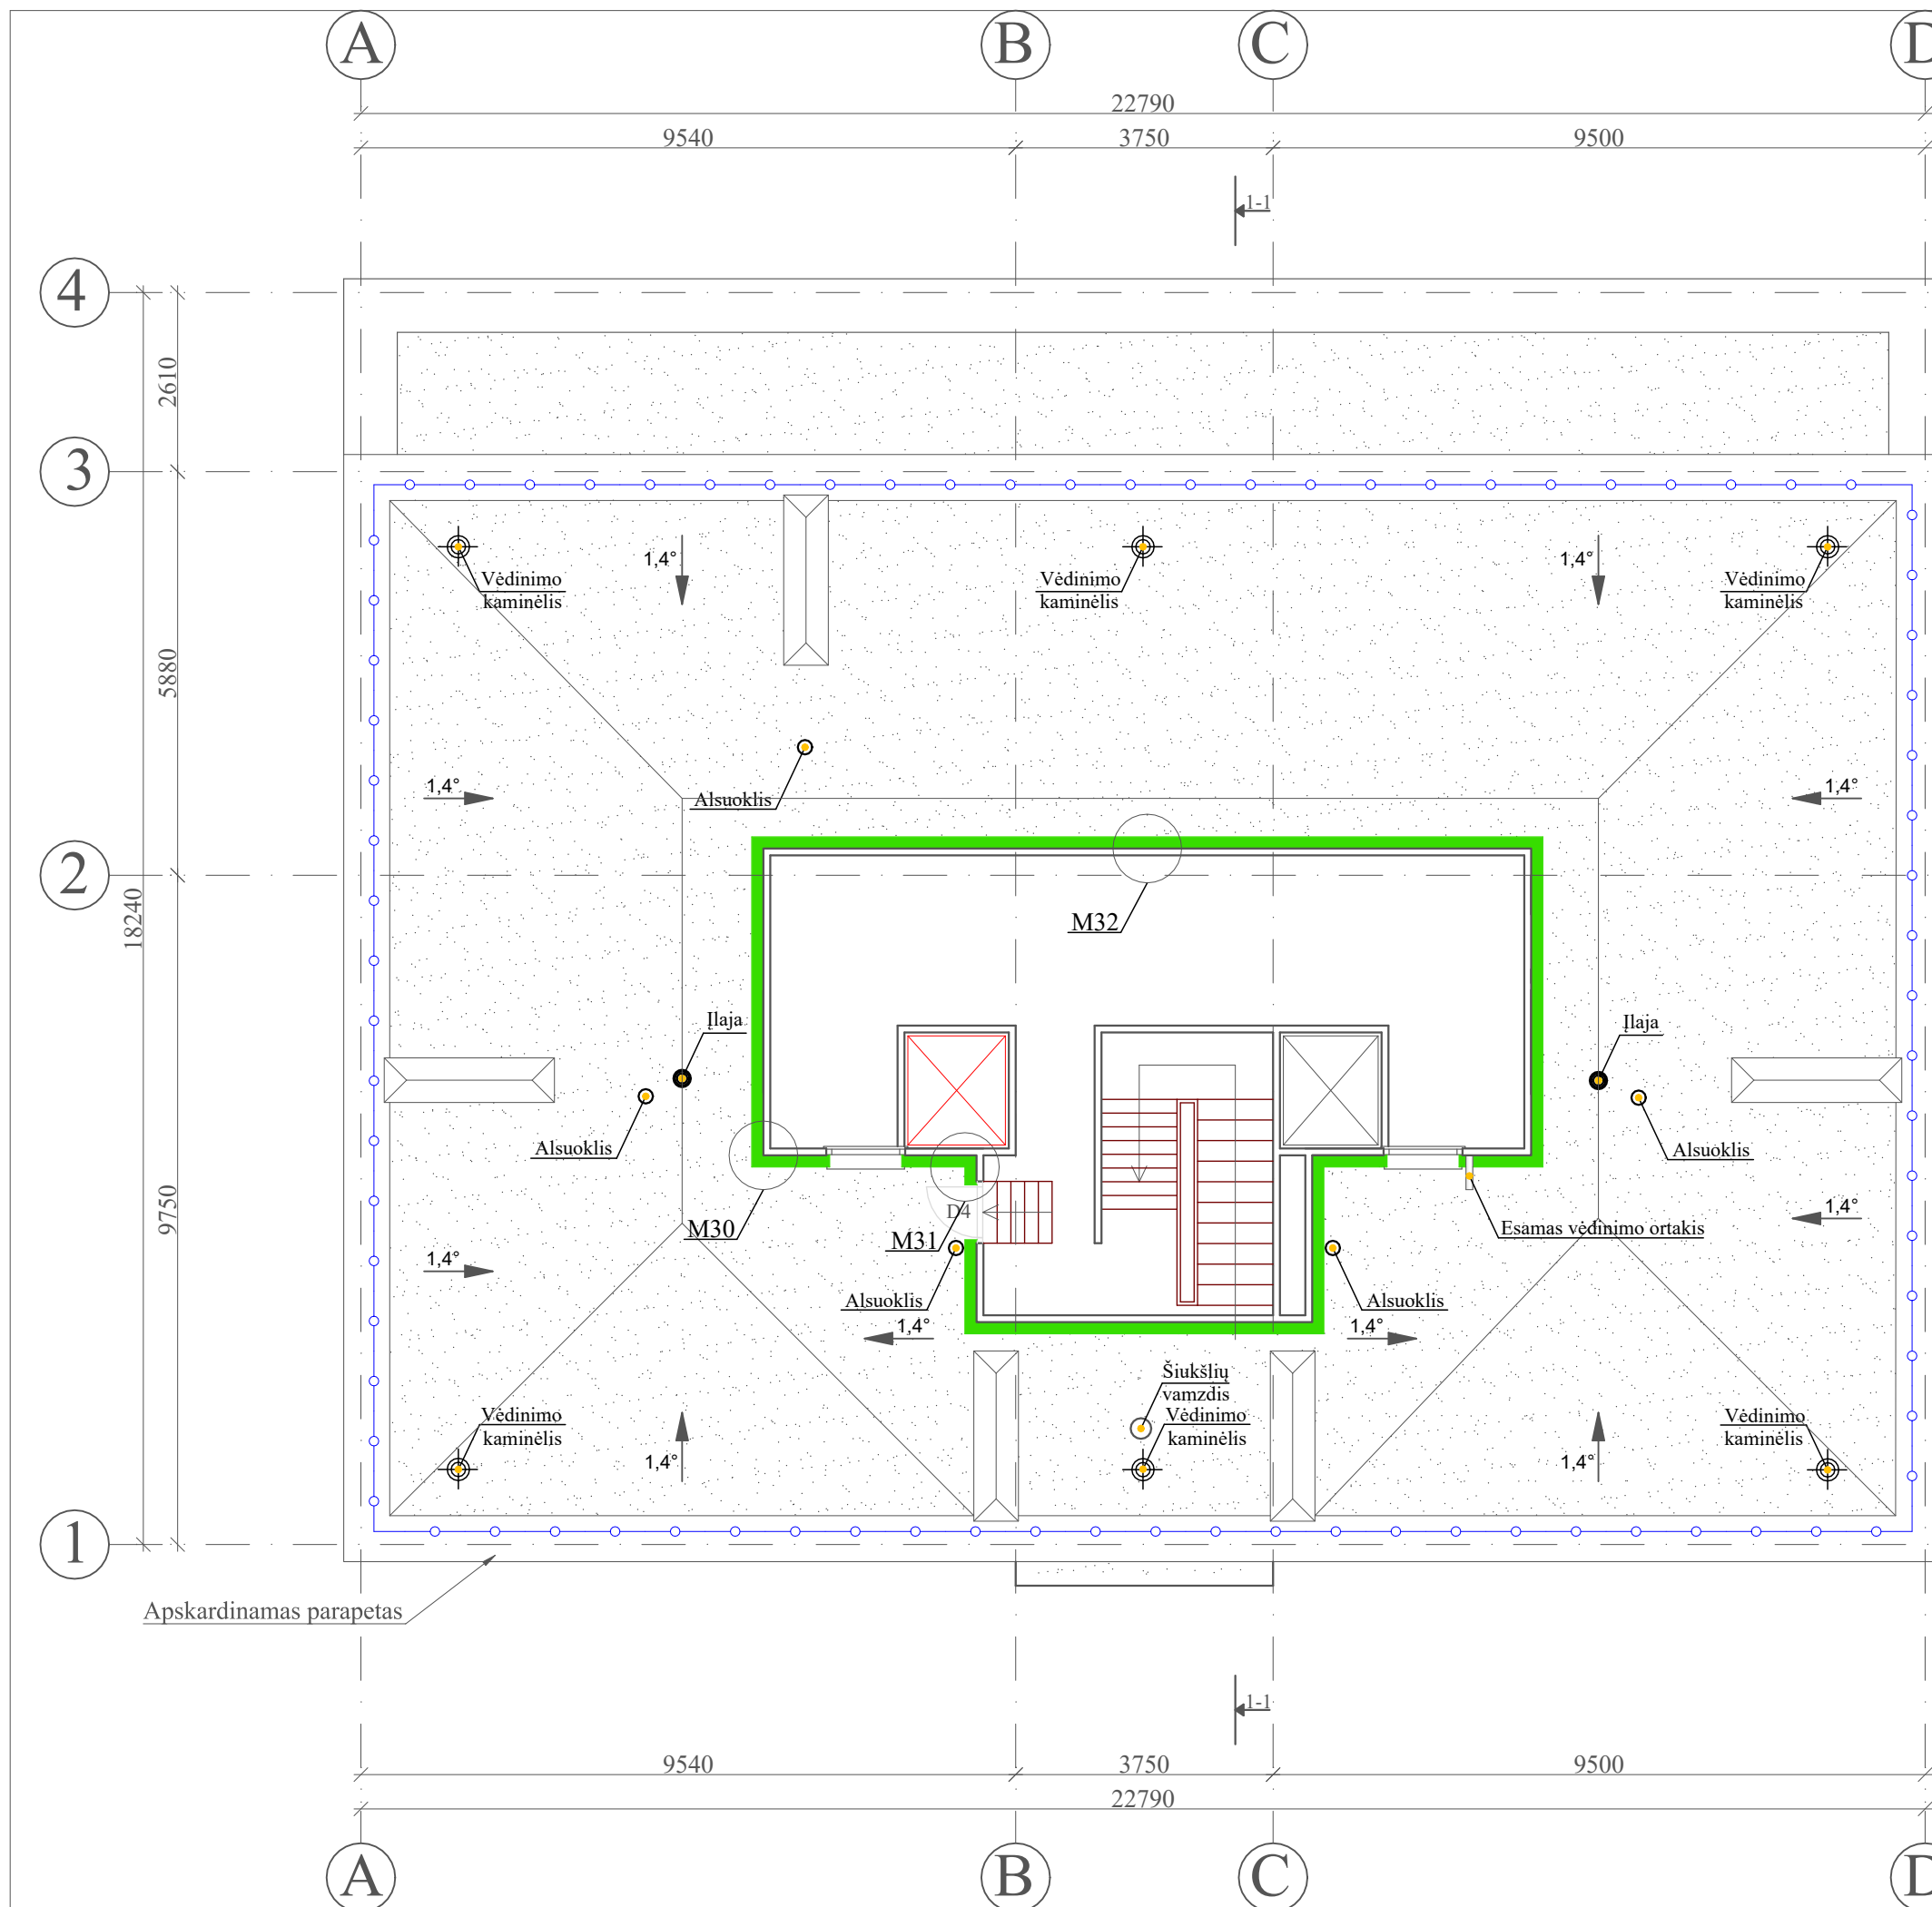 A
B
C
D
22790
9540
3750
9500
1-1
4
2610
3
1,4°
1,4°
Vėdinimo
kaminėlis
Vėdinimo
kaminėlis
Vėdinimo
kaminėlis
5880
1,4°
Alsuoklis
1,4°
2
18240
M32
Įlaja
Įlaja
Alsuoklis
Alsuoklis
9750
1,4°
D4
M30
M31
Esamas vėdinimo ortakis
1,4°
Alsuoklis
Alsuoklis
1,4°
1,4°
Šiukšlių
vamzdis
Vėdinimo
kaminėlis
Vėdinimo
kaminėlis
Vėdinimo
kaminėlis
1,4°
1,4°
1
Apskardinamas parapetas
1-1
9540
3750
9500
22790
A
B
C
D